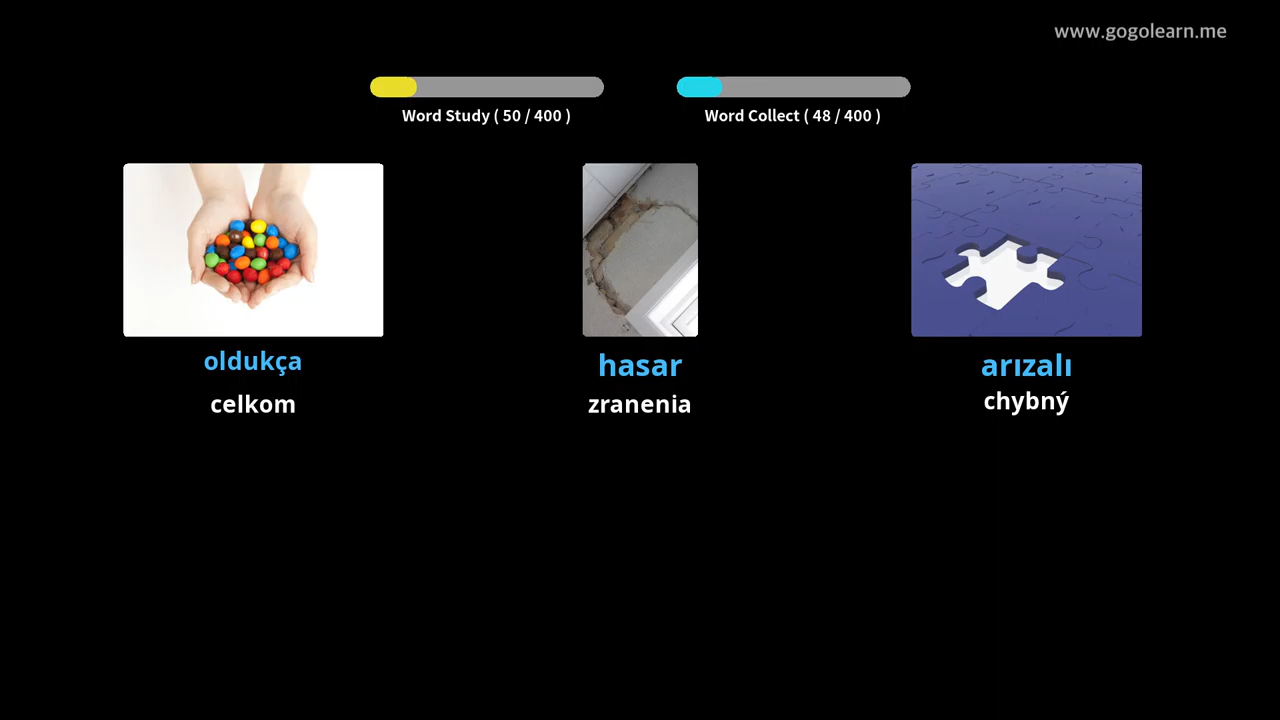 www.gogolearn.me
Word Study ( 50 / 400 )
Word Collect ( 48 / 400 )
oldukça
hasar
arızalı
celkom
zranenia
chybný